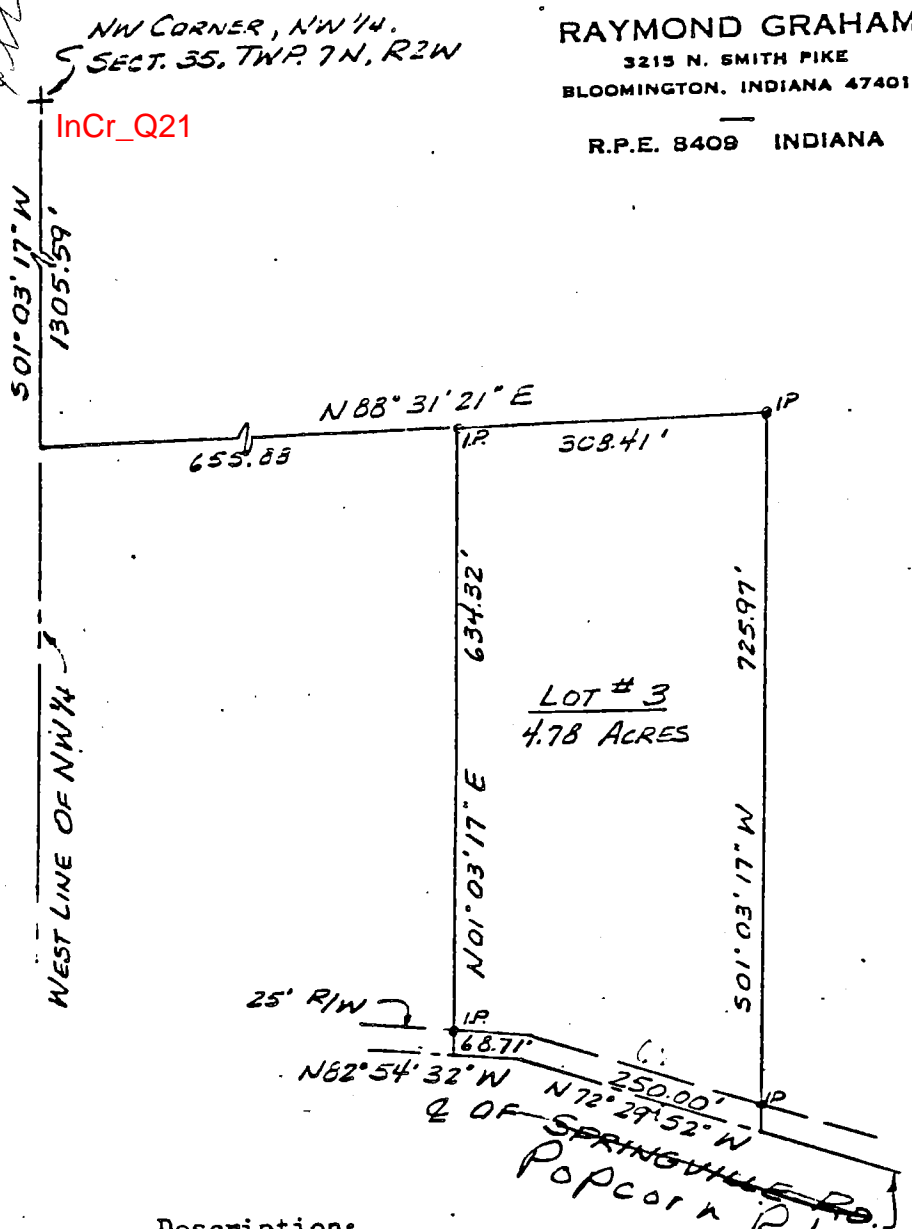 NW CORNER, NW 1/4.
SECT. 35, TWP. 7N, R2W
RAYMOND GRAHAM
3215 N. SMITH PIKE
BLOOMINGTON, INDIANA 47401
R.P.E. 8409 INDIANA
InCr_Q21
S01° 03' 17" W
1305.59'
N 88° 31' 21" E
I.P.
IP
655.88
308.41'
634.32'
725.97'
LOT # 3
4.78 ACRES
WEST LINE OF NW 1/4
N01° 03' 17" E
S01° 03' 17" W
25' R/W
I.P.
68.71'
N82° 54' 32" W
250.00'
IP
N 72° 29' 52" W
℄ OF SPRINGVILLE RD.
Popcorn
Description: